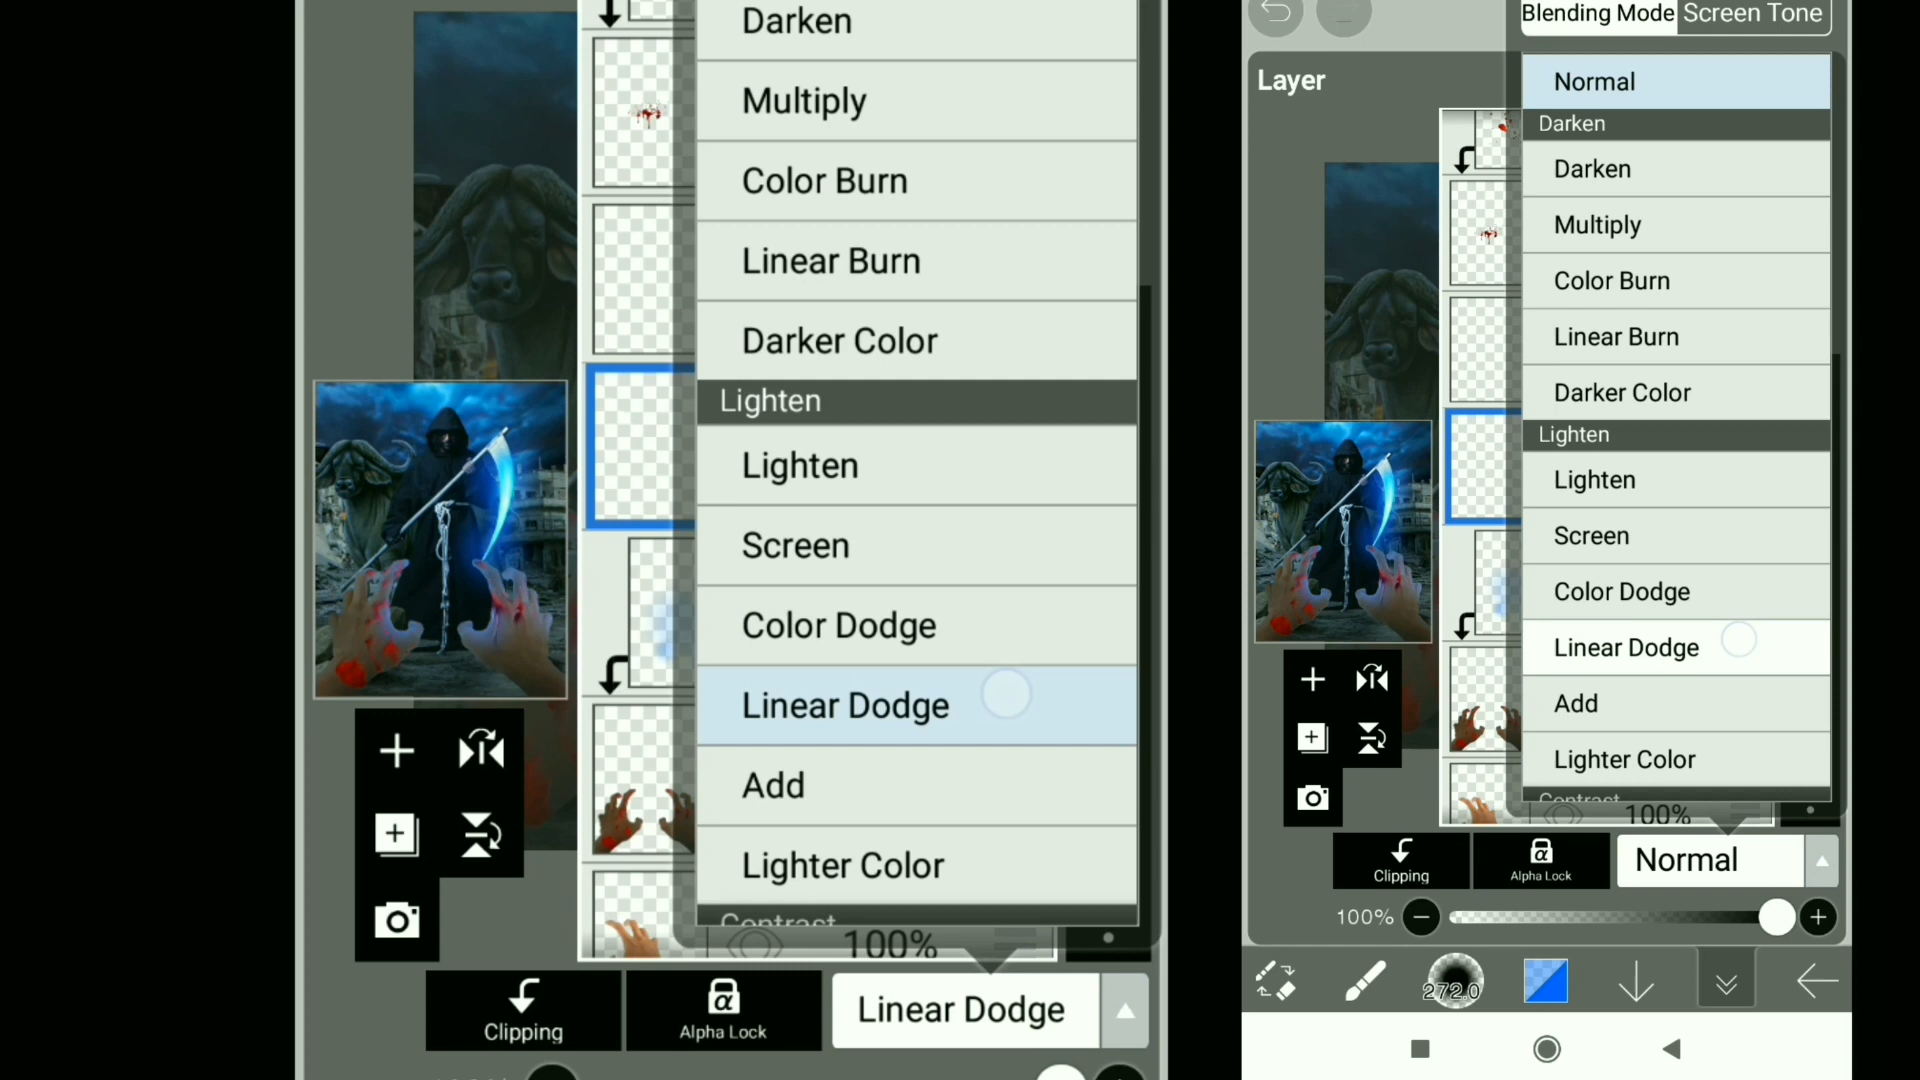 Darken
Multiply
Color Burn
Linear Burn
Darker Color
Lighten
Lighten
Screen
Color Dodge
Linear Dodge
Add
Lighter Color
Contrast
100%
Clipping
Alpha Lock
Linear Dodge
Blending Mode
Screen Tone
Layer
Normal
Darken
Darken
Multiply
Color Burn
Linear Burn
Darker Color
Lighten
Lighten
Screen
Color Dodge
Linear Dodge
Add
Lighter Color
Contrast
100%
Clipping
Alpha Lock
Normal
100%
272.0